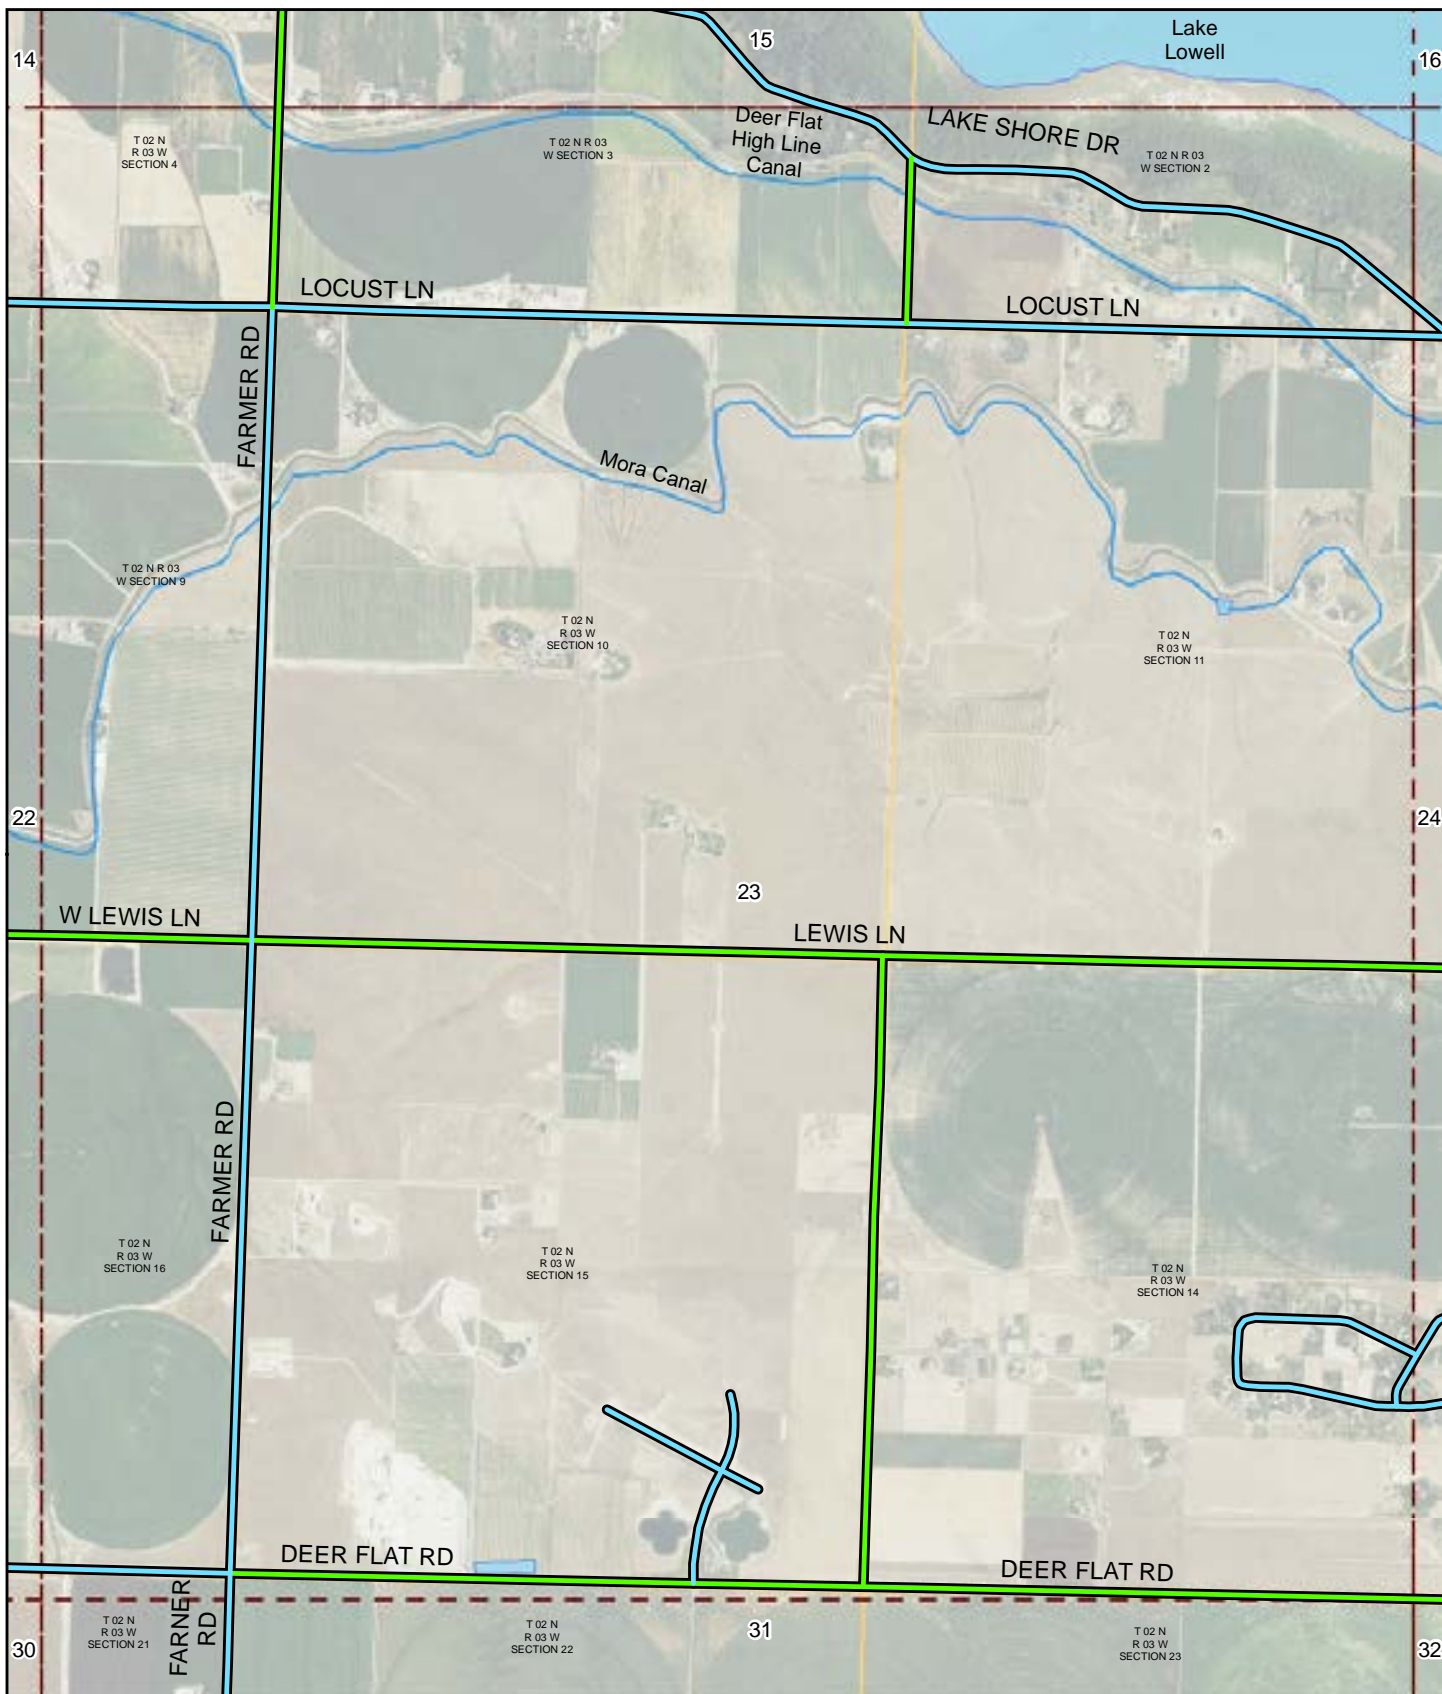 14
15
Lake
Lowell
16
Deer Flat
High Line
Canal
LAKE SHORE DR
T 02 N
R 03 W
SECTION 4
T 02 N R 03
W SECTION 3
T 02 N R 03
W SECTION 2
LOCUST LN
LOCUST LN
FARMER RD
Mora Canal
T 02 N R 03
W SECTION 9
T 02 N
R 03 W
SECTION 10
T 02 N
R 03 W
SECTION 11
22
24
23
W LEWIS LN
LEWIS LN
FARMER RD
T 02 N
R 03 W
SECTION 16
T 02 N
R 03 W
SECTION 15
T 02 N
R 03 W
SECTION 14
DEER FLAT RD
DEER FLAT RD
FARNER
RD
T 02 N
R 03 W
SECTION 21
T 02 N
R 03 W
SECTION 22
T 02 N
R 03 W
SECTION 23
30
31
32